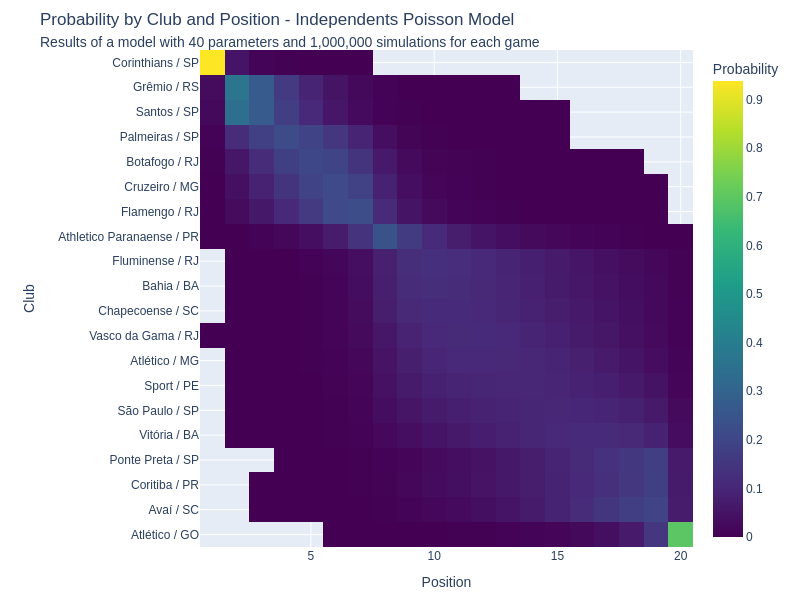 Probability by Club and Position - Independents Poisson Model
Results of a model with 40 parameters and 1,000,000 simulations for each game
Probability
Corinthians / SP
Grêmio / RS
Santos / SP
Palmeiras / SP
Botafogo / RJ
Cruzeiro / MG
Flamengo / RJ
Athletico Paranaense / PR
Fluminense / RJ
Bahia / BA
Chapecoense / SC
Vasco da Gama / RJ
Atlético / MG
Sport / PE
São Paulo / SP
Vitória / BA
Ponte Preta / SP
Coritiba / PR
Avaí / SC
Atlético / GO
Club
5
10
15
20
Position
0.9
0.8
0.7
0.6
0.5
0.4
0.3
0.2
0.1
0